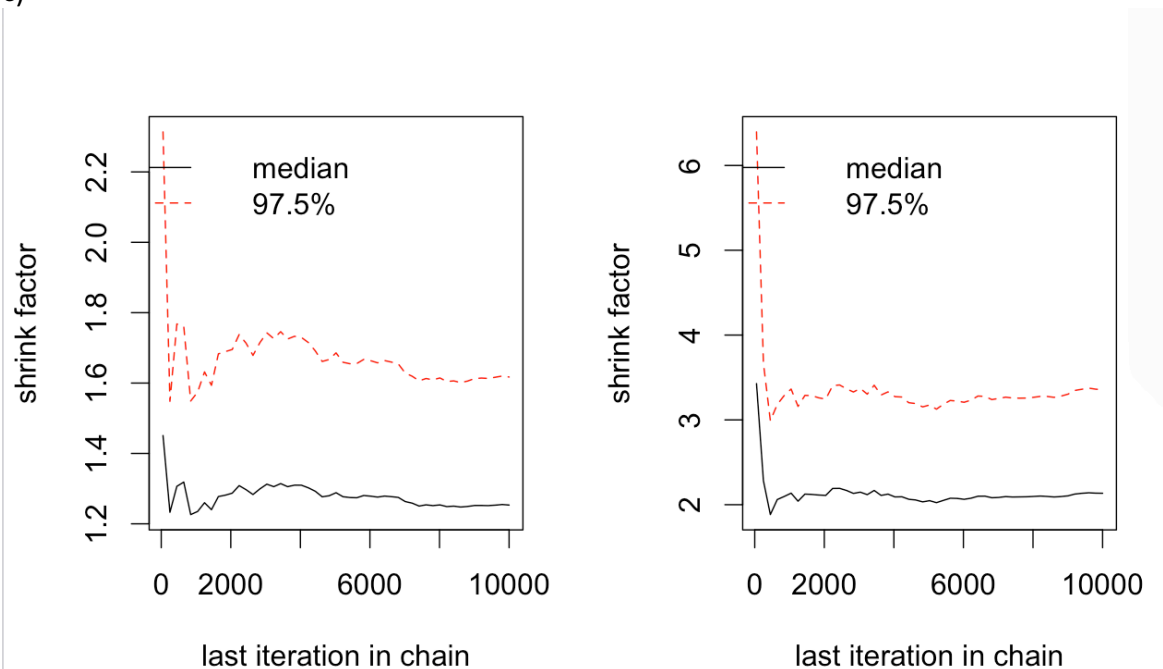 median
97.5%
shrink factor
2.2
2.0
1.8
1.6
1.4
1.2
0 2000 6000 10000
last iteration in chain
median
97.5%
shrink factor
6
5
4
3
2
0 2000 6000 10000
last iteration in chain